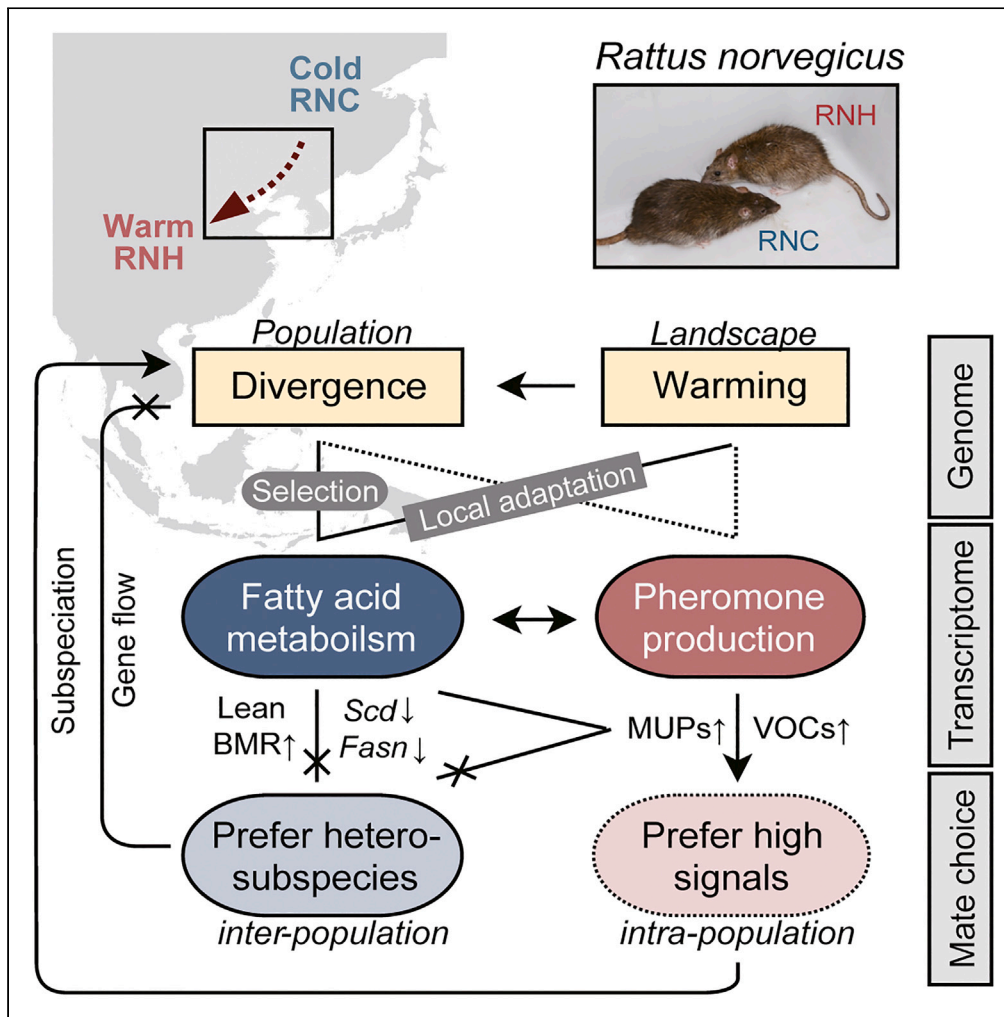 Cold
RNC
Warm
RNH
Rattus norvegicus
RNH
RNC
Population
Divergence
Landscape
Warming
Selection
Local adaptation
Genome
Subspeciation
Gene flow
Fatty acid
metaboilsm
Pheromone
production
Transcriptome
Lean
BMR↑
Scd↓
Fasn↓
MUPs↑
VOCs↑
Prefer hetero-
subspecies
inter-population
Prefer high
signals
intra-population
Mate choice